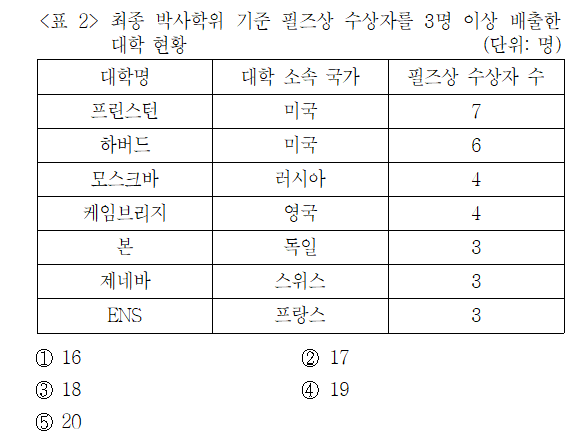 <표 2> 최종 박사학위 기준 필즈상 수상자를 3명 이상 배출한
대학 현황 (단위: 명)
대학명 대학 소속 국가 필즈상 수상자 수
프린스턴 미국 7
하버드 미국 6
모스크바 러시아 4
케임브리지 영국 4
본 독일 3
제네바 스위스 3
ENS 프랑스 3
① 16 ② 17
③ 18 ④ 19
⑤ 20